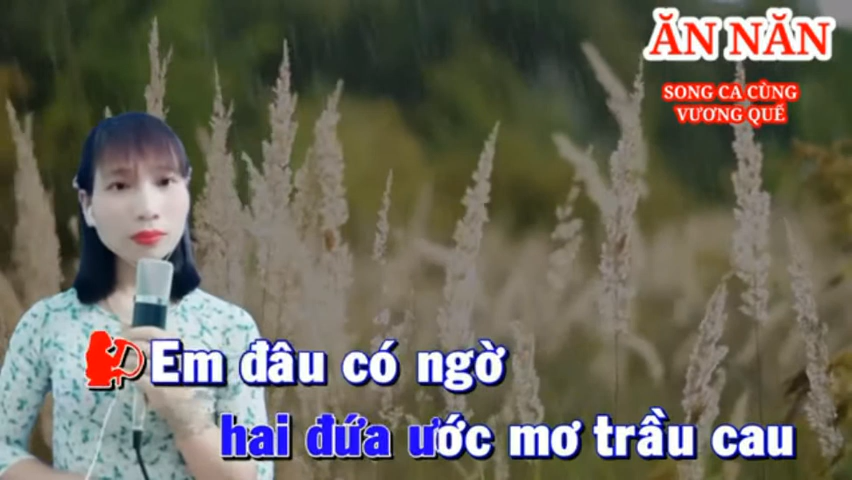 ĂN NĂN
SONG CA CÙNG
VƯƠNG QUẾ
Em đâu có ngờ
hai đứa ước mơ trầu cau